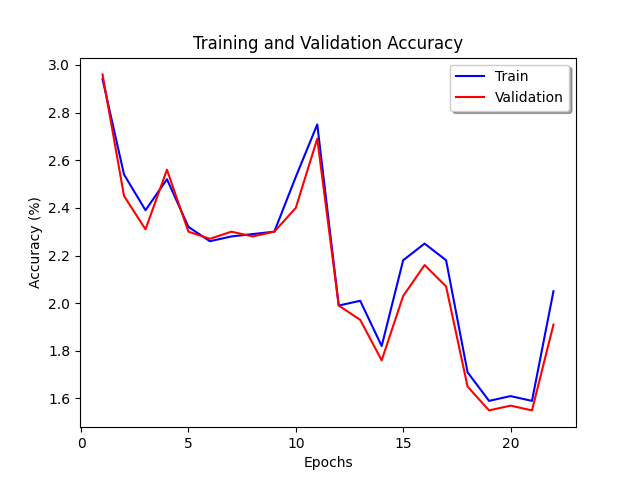 Training and Validation Accuracy
Train
Validation
Accuracy (%)
3.0
2.8
2.6
2.4
2.2
2.0
1.8
1.6
0 5 10 15 20
Epochs